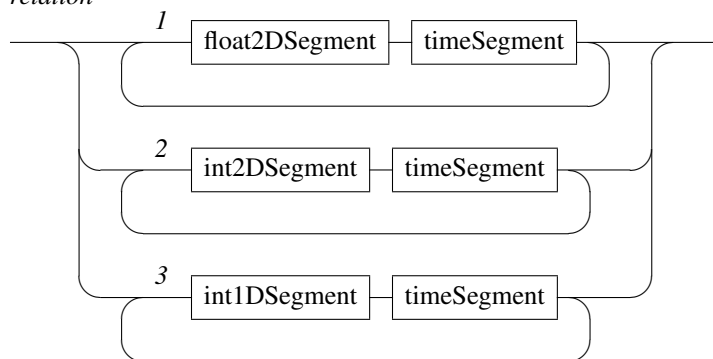 relation
1
float2DSegment timeSegment
2
int2DSegment timeSegment
3
int1DSegment timeSegment